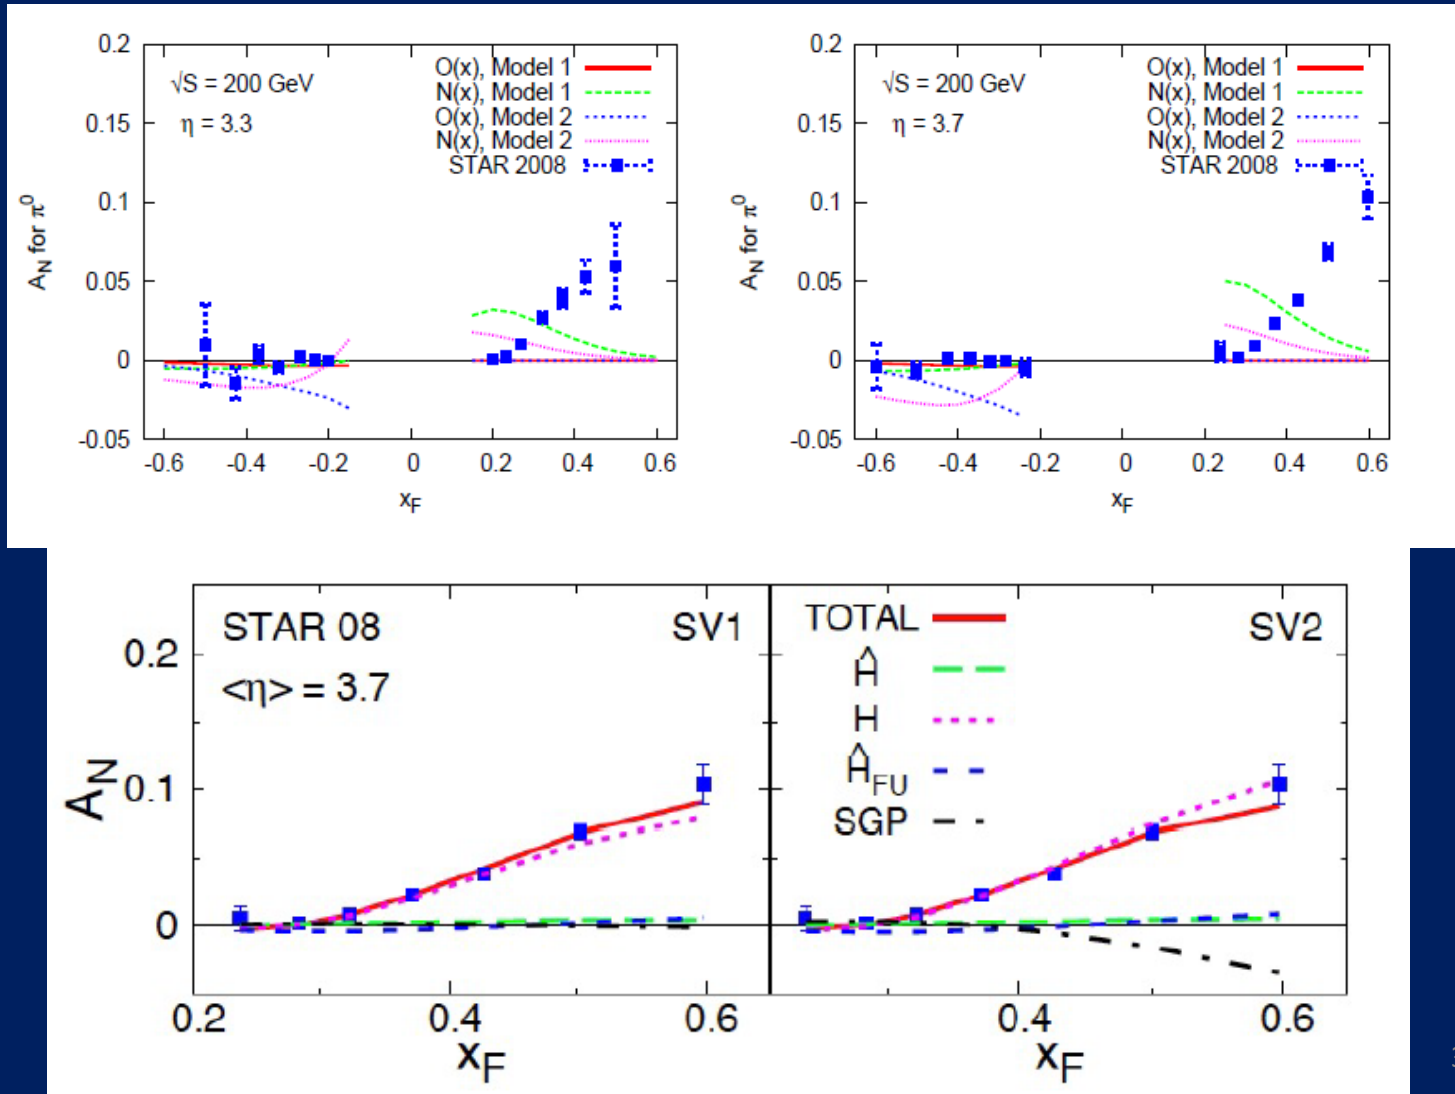 0.2
0.15
0.1
0.05
0
-0.05
A_N for π^0
√S = 200 GeV
η = 3.3
O(x), Model 1
N(x), Model 1
O(x), Model 2
N(x), Model 2
STAR 2008
-0.6 -0.4 -0.2 0 0.2 0.4 0.6
x_F
0.2
0.15
0.1
0.05
0
-0.05
A_N for π^0
√S = 200 GeV
η = 3.7
O(x), Model 1
N(x), Model 1
O(x), Model 2
N(x), Model 2
STAR 2008
-0.6 -0.4 -0.2 0 0.2 0.4 0.6
x_F
STAR 08 SV1
<η> = 3.7
0.2
0.1
0
A_N
0.2 0.4 0.6
x_F
TOTAL SV2
Ĥ
H
Ĥ_FU
SGP
0.4 0.6
x_F